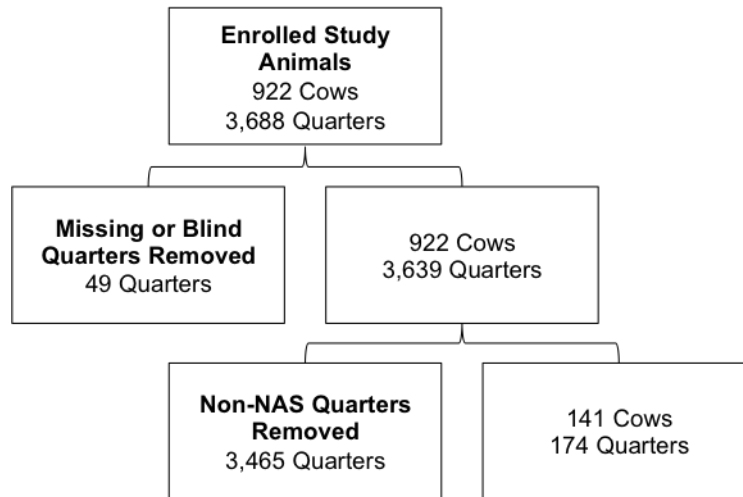 Enrolled Study
Animals
922 Cows
3,688 Quarters
Missing or Blind
Quarters Removed
49 Quarters
922 Cows
3,639 Quarters
Non-NAS Quarters
Removed
3,465 Quarters
141 Cows
174 Quarters